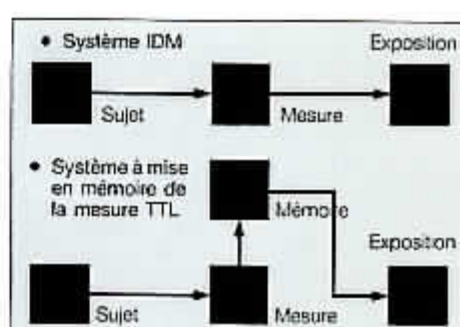 • Système IDM
Exposition
Sujet
Mesure
• Système à mise
en mémoire de
la mesure TTL
Mémoire
Exposition
Sujet
Mesure